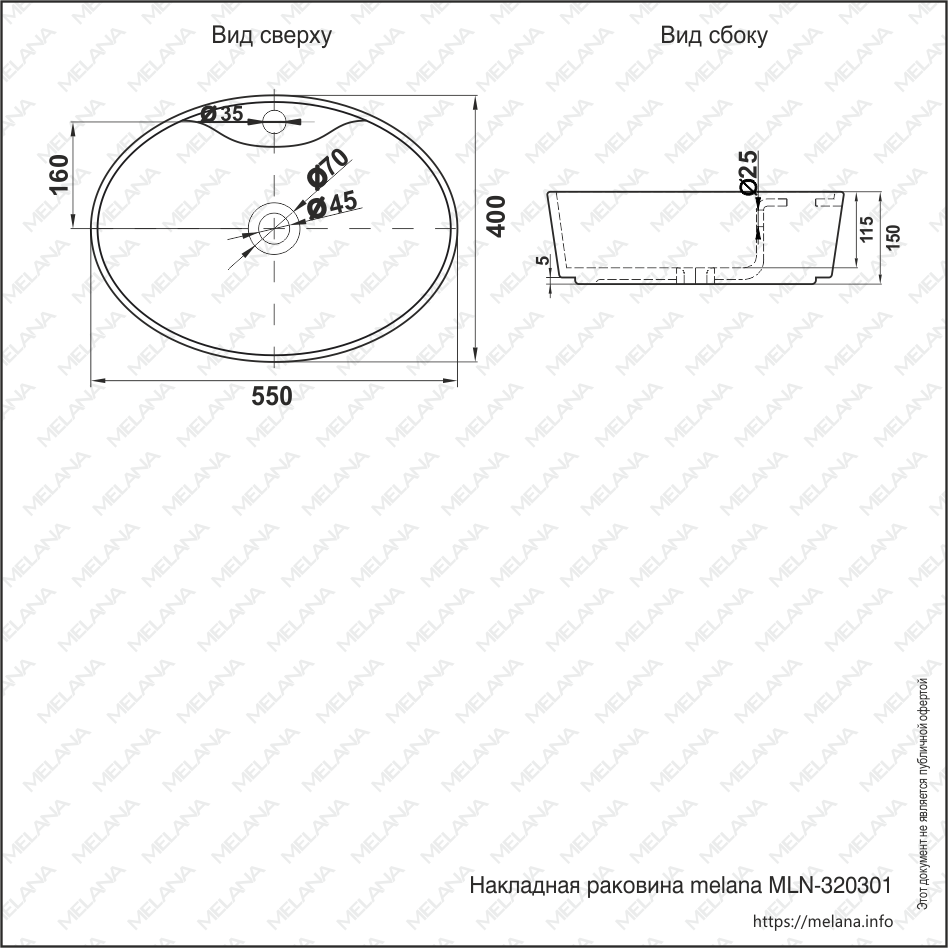 Вид сверху
Вид сбоку
Ø35
160
Ø70
Ø45
400
550
Ø25
5
115
150
Накладная раковина melana MLN-320301
https://melana.info
Этот документ не является публичной офертой
MELANA